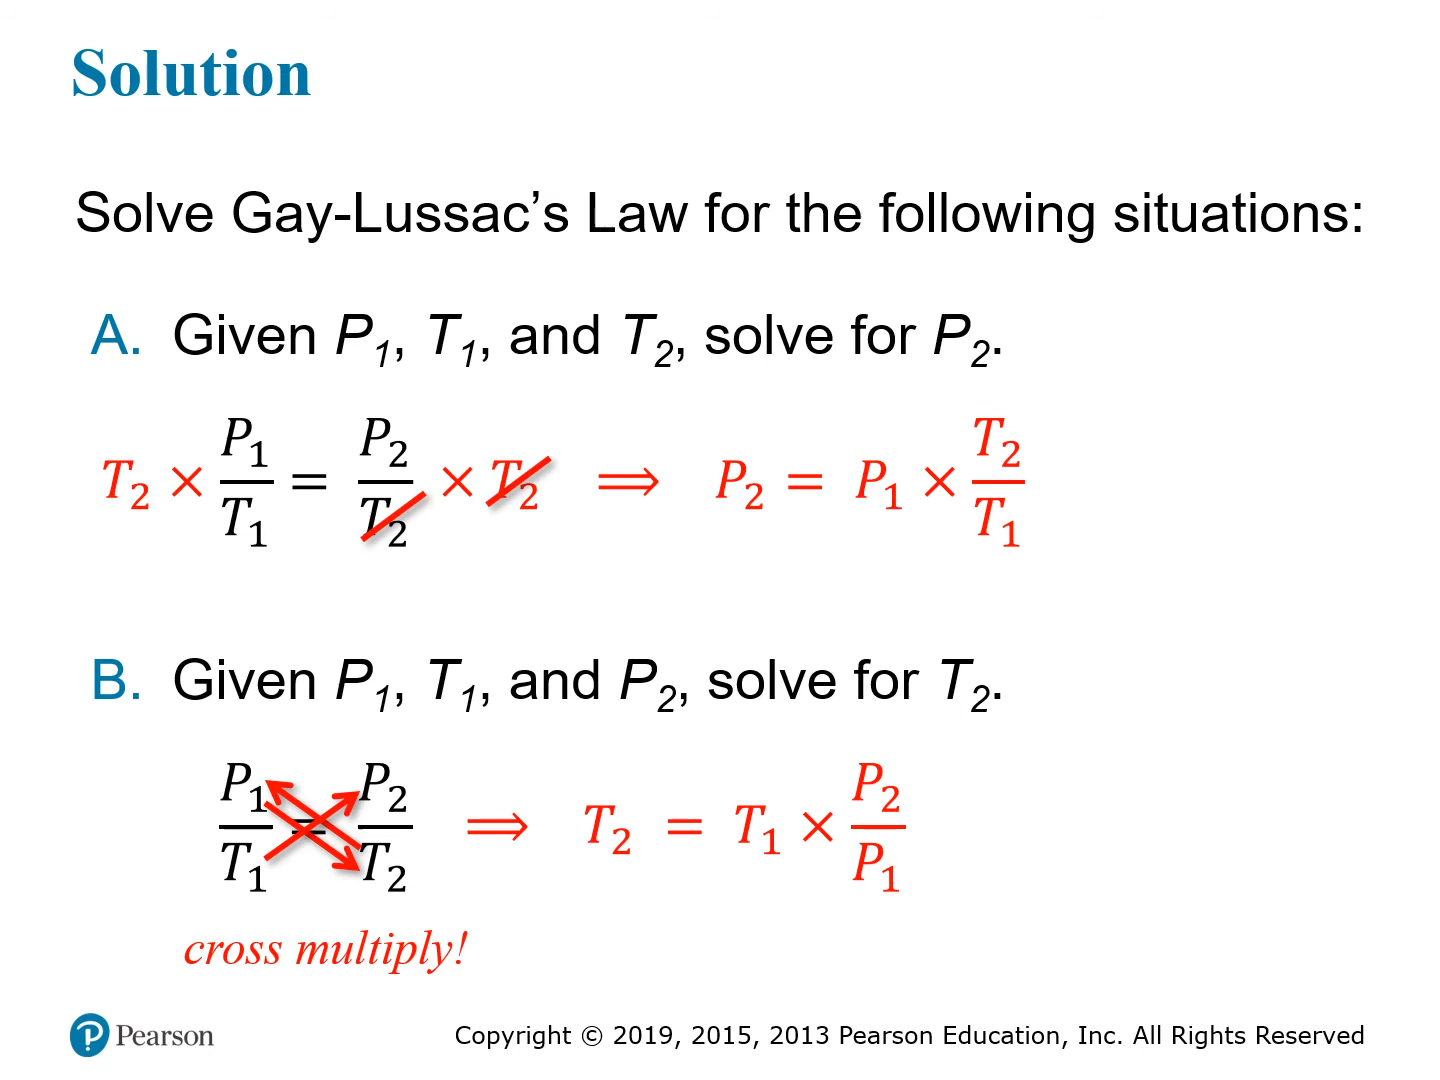 Solution
Solve Gay-Lussac’s Law for the following situations:
A. Given P₁, T₁, and T₂, solve for P₂.
T₂ × P₁/T₁ = P₂/T₂ × T₂ ⟹ P₂ = P₁ × T₂/T₁
B. Given P₁, T₁, and P₂, solve for T₂.
P₁/T₁ = P₂/T₂ ⟹ T₂ = T₁ × P₂/P₁
cross multiply!
Pearson
Copyright © 2019, 2015, 2013 Pearson Education, Inc. All Rights Reserved